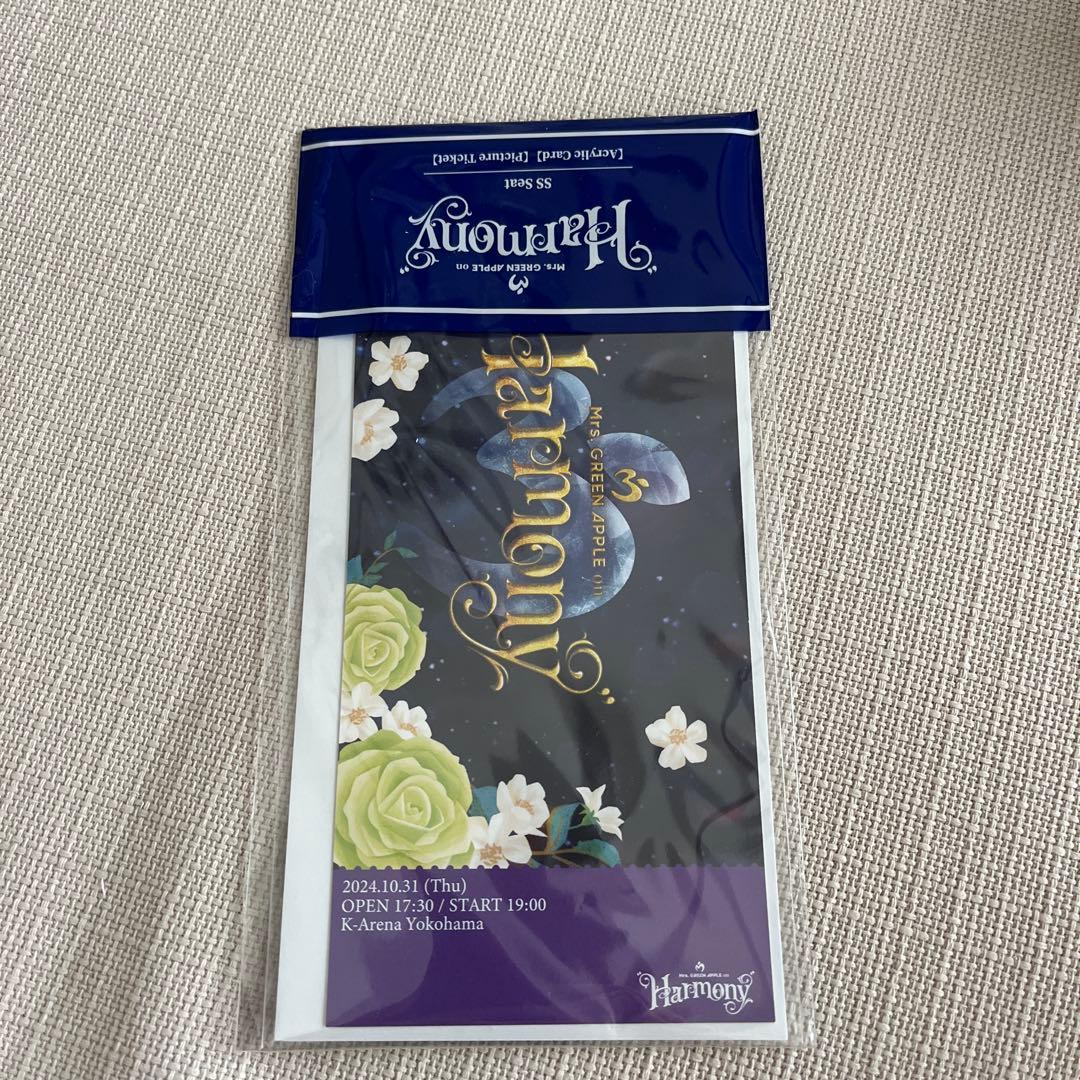 Mrs. GREEN APPLE on
"Harmony"
SS Seat
【Acrylic Card】【Picture Ticket】
Mrs. GREEN APPLE on
Harmony"
2024.10.31 (Thu)
OPEN 17:30 / START 19:00
K-Arena Yokohama
Mrs. GREEN APPLE on
"Harmony"